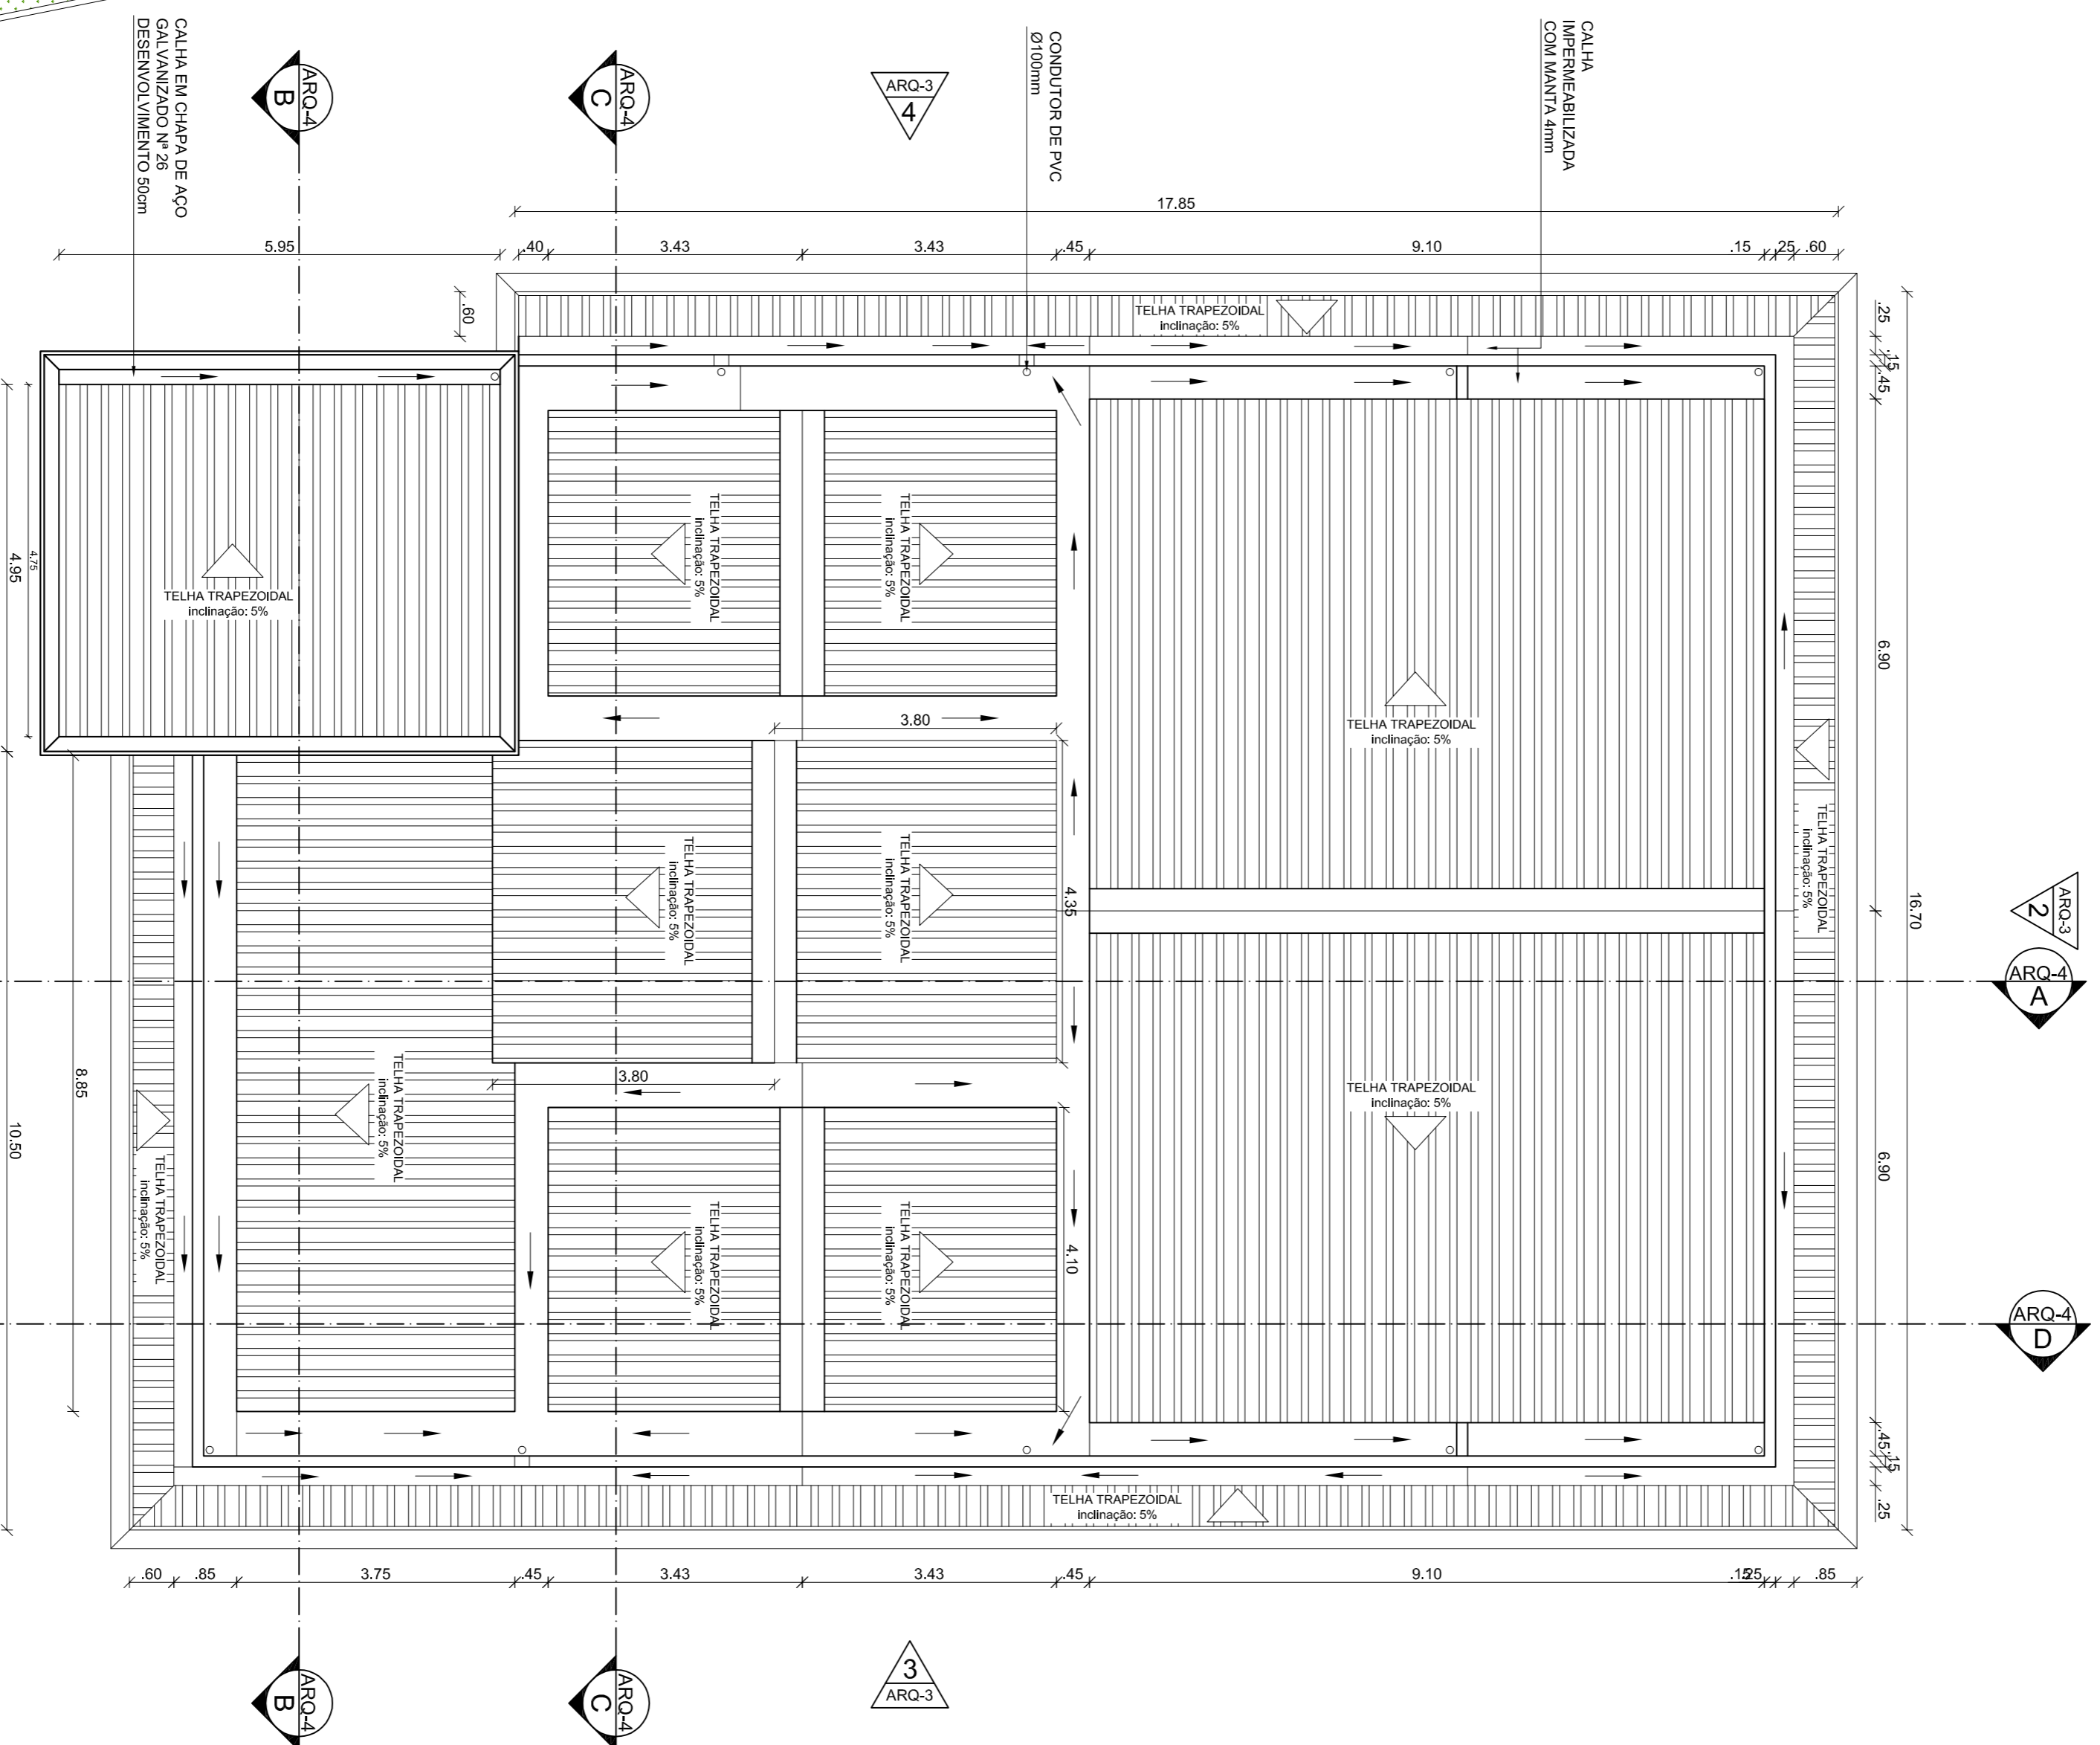 CALHA EM CHAPA DE AÇO
GALVANIZADO Nª 26
DESENVOLVIMENTO 50cm
ARQ-4
B
ARQ-4
C
ARQ-3
4
CONDUTOR DE PVC
Ø100mm
CALHA
IMPERMEABILIZADA
COM MANTA 4mm
17.85
5.95
.40
3.43
3.43
.45
9.10
.15
.25
.60
.60
TELHA TRAPEZOIDAL
inclinação: 5%
.25
.15
.45
6.90
16.70
6.90
.45
.15
.25
TELHA TRAPEZOIDAL
inclinação: 5%
4.75
4.95
TELHA TRAPEZOIDAL
inclinação: 5%
TELHA TRAPEZOIDAL
inclinação: 5%
TELHA TRAPEZOIDAL
inclinação: 5%
TELHA TRAPEZOIDAL
inclinação: 5%
3.80
TELHA TRAPEZOIDAL
inclinação: 5%
TELHA TRAPEZOIDAL
inclinação: 5%
4.35
ARQ-3
2
ARQ-4
A
8.85
10.50
TELHA TRAPEZOIDAL
inclinação: 5%
TELHA TRAPEZOIDAL
inclinação: 5%
3.80
TELHA TRAPEZOIDAL
inclinação: 5%
TELHA TRAPEZOIDAL
inclinação: 5%
4.10
TELHA TRAPEZOIDAL
inclinação: 5%
ARQ-4
D
TELHA TRAPEZOIDAL
inclinação: 5%
.60
.85
3.75
.45
3.43
3.43
.45
9.10
.15
.25
.85
ARQ-4
B
ARQ-4
C
3
ARQ-3